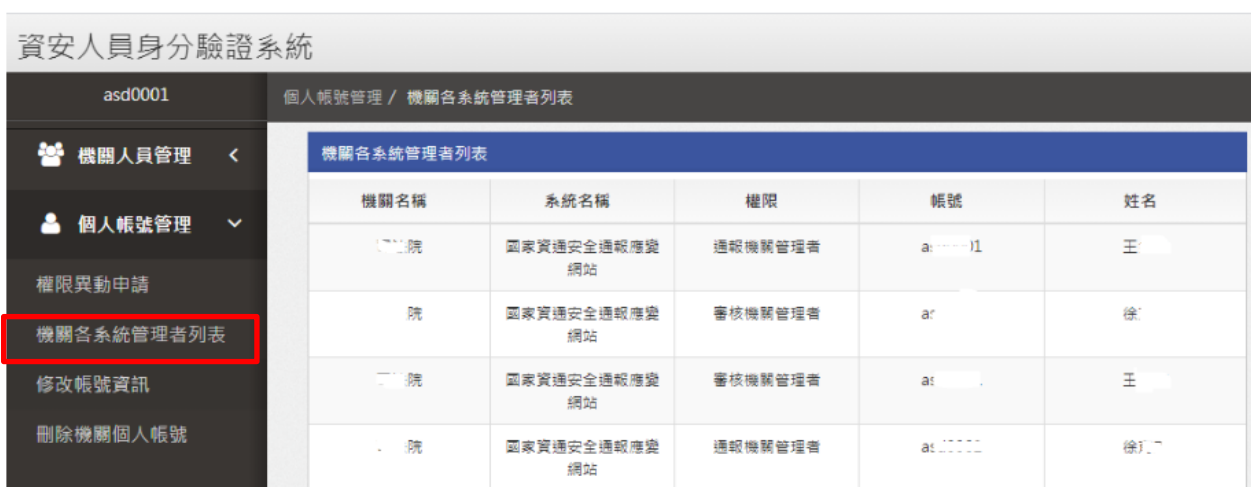 資安人員身分驗證系統
asd0001
個人帳號管理 / 機關各系統管理者列表
機關人員管理
個人帳號管理
權限異動申請
機關各系統管理者列表
修改帳號資訊
刪除機關個人帳號
機關各系統管理者列表
機關名稱 系統名稱 權限 帳號 姓名
院 國家資通安全通報應變 通報機關管理者 王
網站
院 國家資通安全通報應變 審核機關管理者 徐
網站
院 國家資通安全通報應變 審核機關管理者 王
網站
院 國家資通安全通報應變 通報機關管理者 徐
網站